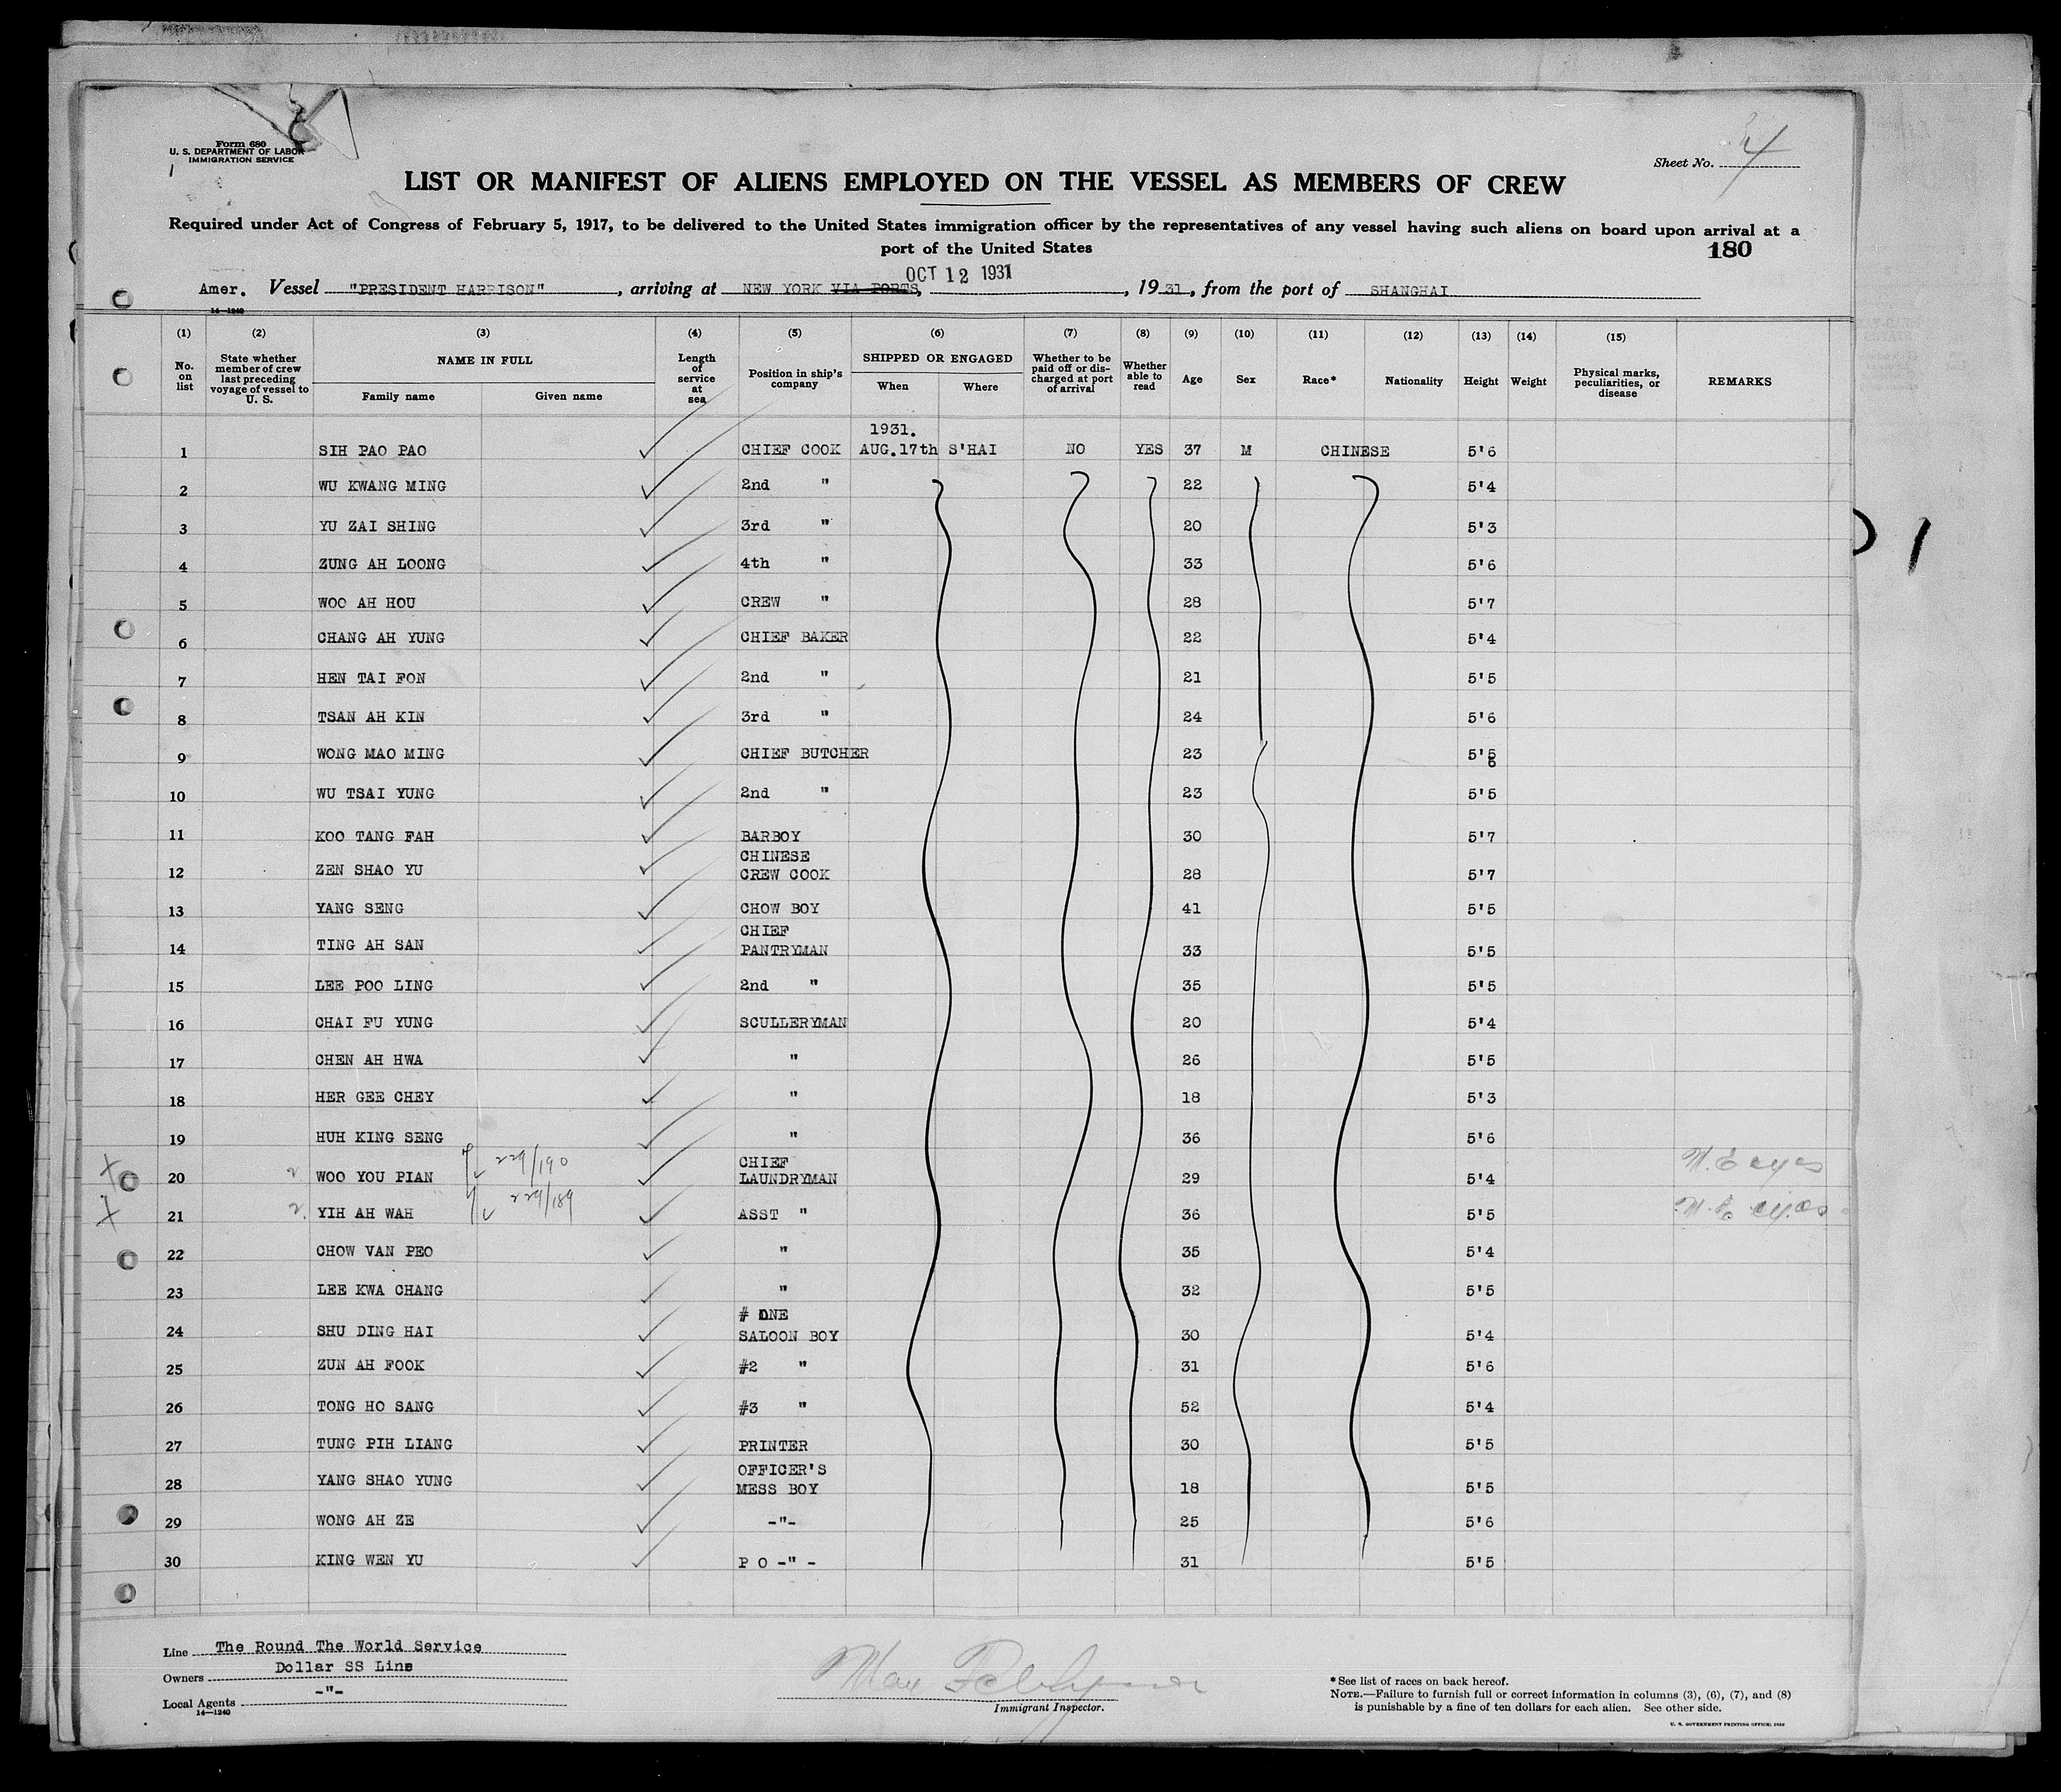 Form 680
U. S. DEPARTMENT OF LABOR
IMMIGRATION SERVICE
Sheet No. 4
LIST OR MANIFEST OF ALIENS EMPLOYED ON THE VESSEL AS MEMBERS OF CREW
Required under Act of Congress of February 5, 1917, to be delivered to the United States immigration officer by the representatives of any vessel having such aliens on board upon arrival at a
port of the United States
180
OCT 12 1931
Amer. Vessel "PRESIDENT HARRISON", arriving at NEW YORK VIA PORTS, , 1931, from the port of SHANGHAI
14—1240
(1) (2) (3) (4) (5) (6) (7) (8) (9) (10) (11) (12) (13) (14) (15)
No. on list
State whether member of crew last preceding voyage of vessel to U. S.
NAME IN FULL
Family name Given name
Length of service at sea
Position in ship's company
SHIPPED OR ENGAGED
When Where
Whether to be paid off or discharged at port of arrival
Whether able to read
Age
Sex
Race*
Nationality
Height
Weight
Physical marks, peculiarities, or disease
REMARKS
1931.
1 SIH PAO PAO CHIEF COOK AUG.17th S'HAI NO YES 37 M CHINESE 5'6
2 WU KWANG MING 2nd " 22 5'4
3 YU ZAI SHING 3rd " 20 5'3
4 ZUNG AH LOONG 4th " 33 5'6
5 WOO AH HOU CREW " 28 5'7
6 CHANG AH YUNG CHIEF BAKER 22 5'4
7 HEN TAI FON 2nd " 21 5'5
8 TSAN AH KIN 3rd " 24 5'6
9 WONG MAO MING CHIEF BUTCHER 23 5'6
10 WU TSAI YUNG 2nd " 23 5'5
11 KOO TANG FAH BARBOY 30 5'7
12 ZEN SHAO YU CHINESE CREW COOK 28 5'7
13 YANG SENG CHOW BOY 41 5'5
14 TING AH SAN CHIEF PANTRYMAN 33 5'5
15 LEE POO LING 2nd " 35 5'5
16 CHAI FU YUNG SCULLERYMAN 20 5'4
17 CHEN AH HWA " 26 5'5
18 HER GEE CHEY " 18 5'3
19 HUH KING SENG " 36 5'6
20 WOO YOU PIAN 229/190 CHIEF LAUNDRYMAN 29 5'4
21 YIH AH WAH 229/189 ASST " 36 5'5
22 CHOW VAN PEO " 35 5'4
23 LEE KWA CHANG " 32 5'5
24 SHU DING HAI # ONE SALOON BOY 30 5'4
25 ZUN AH FOOK #2 " 31 5'6
26 TONG HO SANG #3 " 52 5'4
27 TUNG PIH LIANG PRINTER 30 5'5
28 YANG SHAO YUNG OFFICER'S MESS BOY 18 5'5
29 WONG AH ZE -"- 25 5'6
30 KING WEN YU P O -"- 31 5'5
Line The Round The World Service
Owners Dollar SS Line
Local Agents -"-
14—1240
Immigrant Inspector.
* See list of races on back hereof.
NOTE.—Failure to furnish full or correct information in columns (3), (6), (7), and (8)
is punishable by a fine of ten dollars for each alien. See other side.
U. S. GOVERNMENT PRINTING OFFICE: